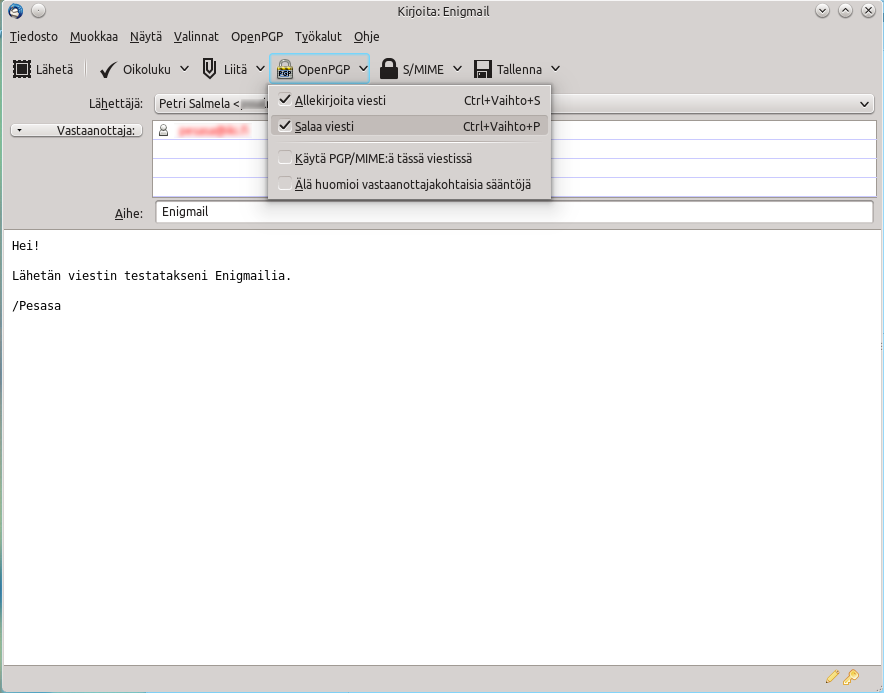 Kirjoita: Enigmail
Tiedosto Muokkaa Näytä Valinnat OpenPGP Työkalut Ohje
Lähetä Oikoluku Liitä OpenPGP S/MIME Tallenna
Lähettäjä: Petri Salmela <
Allekirjoita viesti Ctrl+Vaihto+S
Vastaanottaja:
Salaa viesti Ctrl+Vaihto+P
Käytä PGP/MIME:ä tässä viestissä
Älä huomioi vastaanottajakohtaisia sääntöjä
Aihe: Enigmail
Hei!
Lähetän viestin testatakseni Enigmailia.
/Pesasa